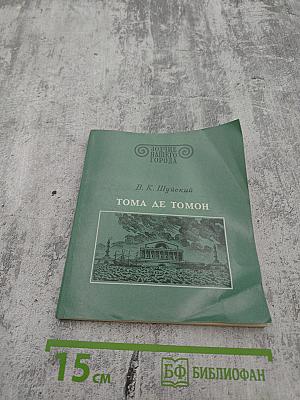 ЗОДЧИЕ
НАШЕГО
ГОРОДА
В. К. Шуйский
ТОМА ДЕ ТОМОН
15 см
БФ БИБЛИОФАН